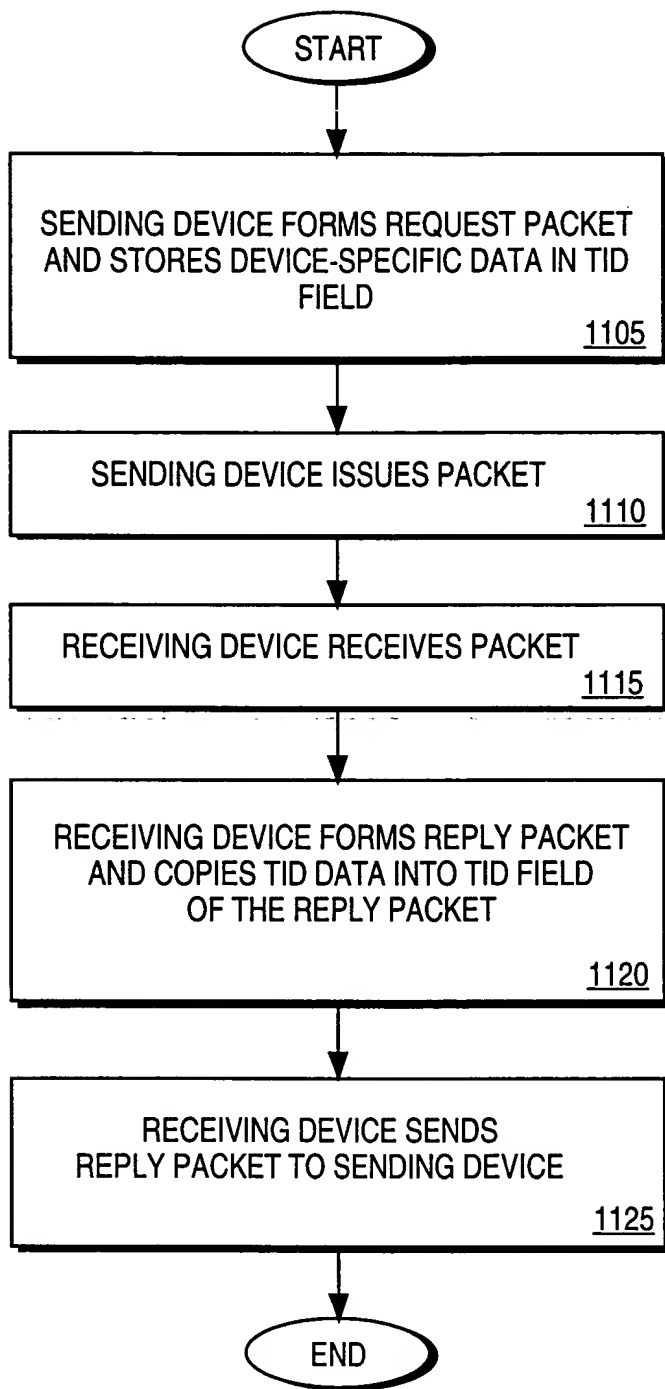 START
SENDING DEVICE FORMS REQUEST PACKET
AND STORES DEVICE-SPECIFIC DATA IN TID
FIELD
1105
SENDING DEVICE ISSUES PACKET
1110
RECEIVING DEVICE RECEIVES PACKET
1115
RECEIVING DEVICE FORMS REPLY PACKET
AND COPIES TID DATA INTO TID FIELD
OF THE REPLY PACKET
1120
RECEIVING DEVICE SENDS
REPLY PACKET TO SENDING DEVICE
1125
END